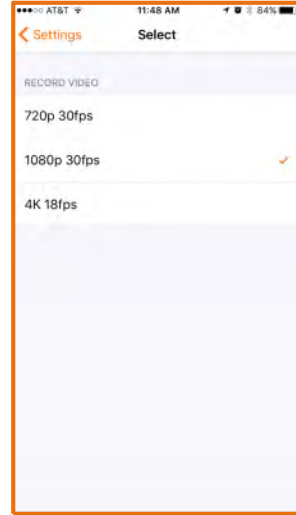 AT&T 11:48 AM 84%
Settings Select
RECORD VIDEO
720p 30fps
1080p 30fps
4K 18fps